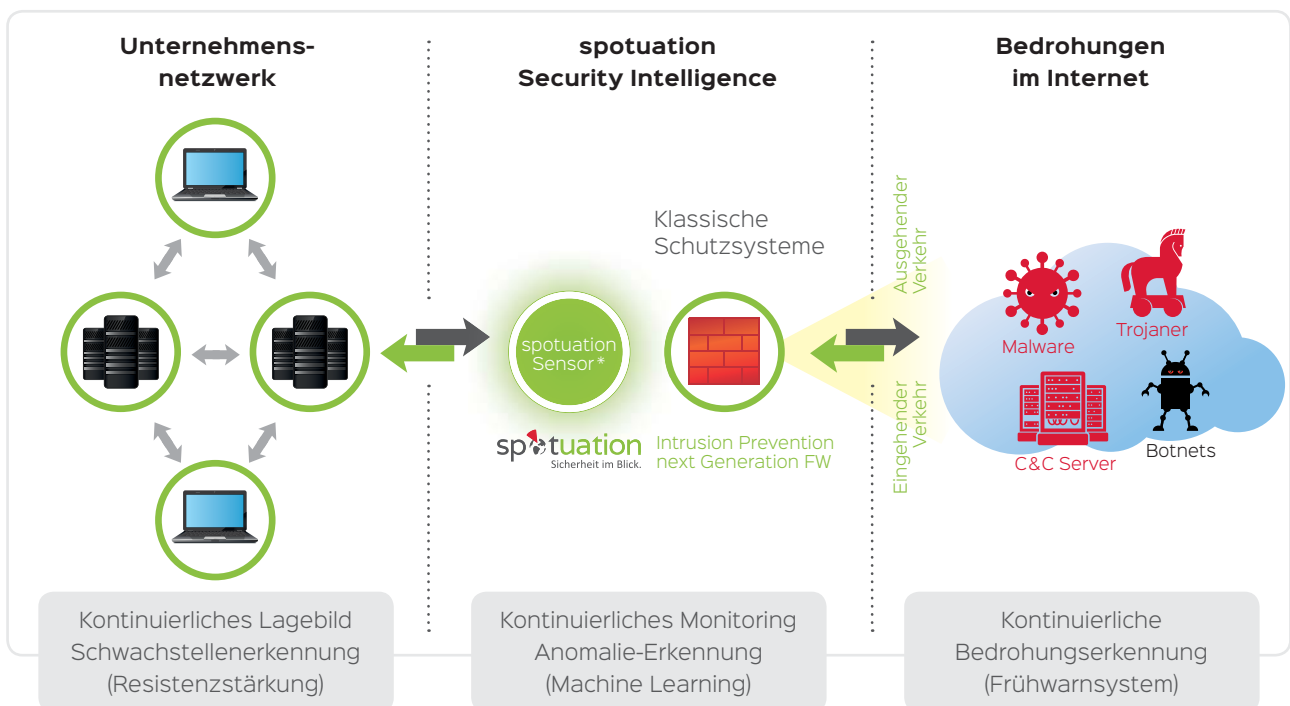 Unternehmens-
netzwerk
spotuation
Security Intelligence
Bedrohungen
im Internet
Klassische
Schutzsysteme
Ausgehender
Verkehr
Eingehender
Verkehr
spotuation
Sensor*
spotuation
Sicherheit im Blick.
Intrusion Prevention
next Generation FW
Malware
Trojaner
C&C Server
Botnets
Kontinuierliches Lagebild
Schwachstellenerkennung
(Resistenzstärkung)
Kontinuierliches Monitoring
Anomalie-Erkennung
(Machine Learning)
Kontinuierliche
Bedrohungserkennung
(Frühwarnsystem)